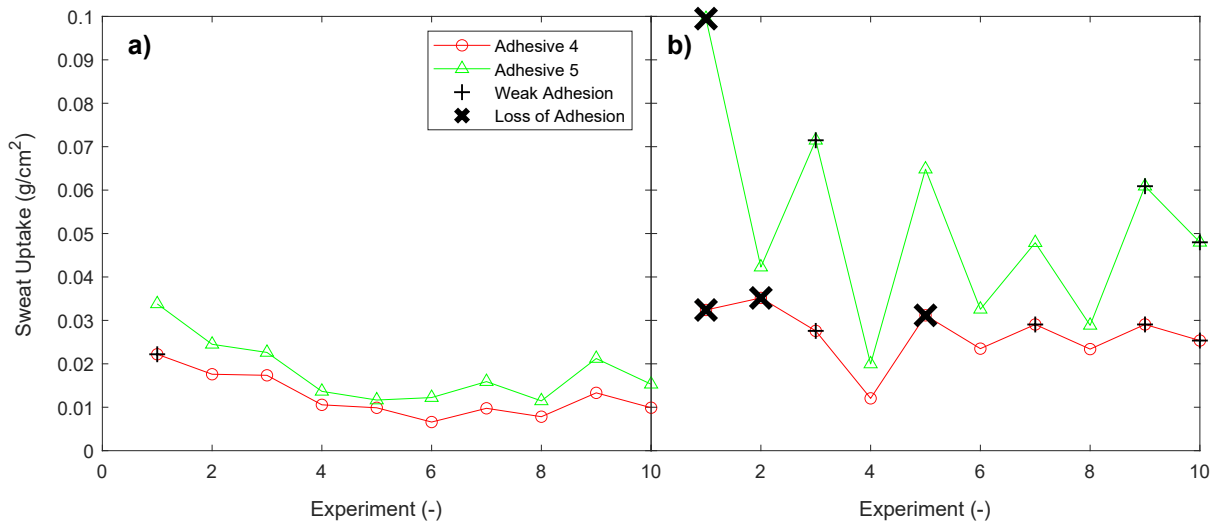 a)
b)
Adhesive 4
Adhesive 5
Weak Adhesion
Loss of Adhesion
Sweat Uptake (g/cm²)
0.1
0.09
0.08
0.07
0.06
0.05
0.04
0.03
0.02
0.01
0
0 2 4 6 8 10
2 4 6 8 10
Experiment (-)
Experiment (-)